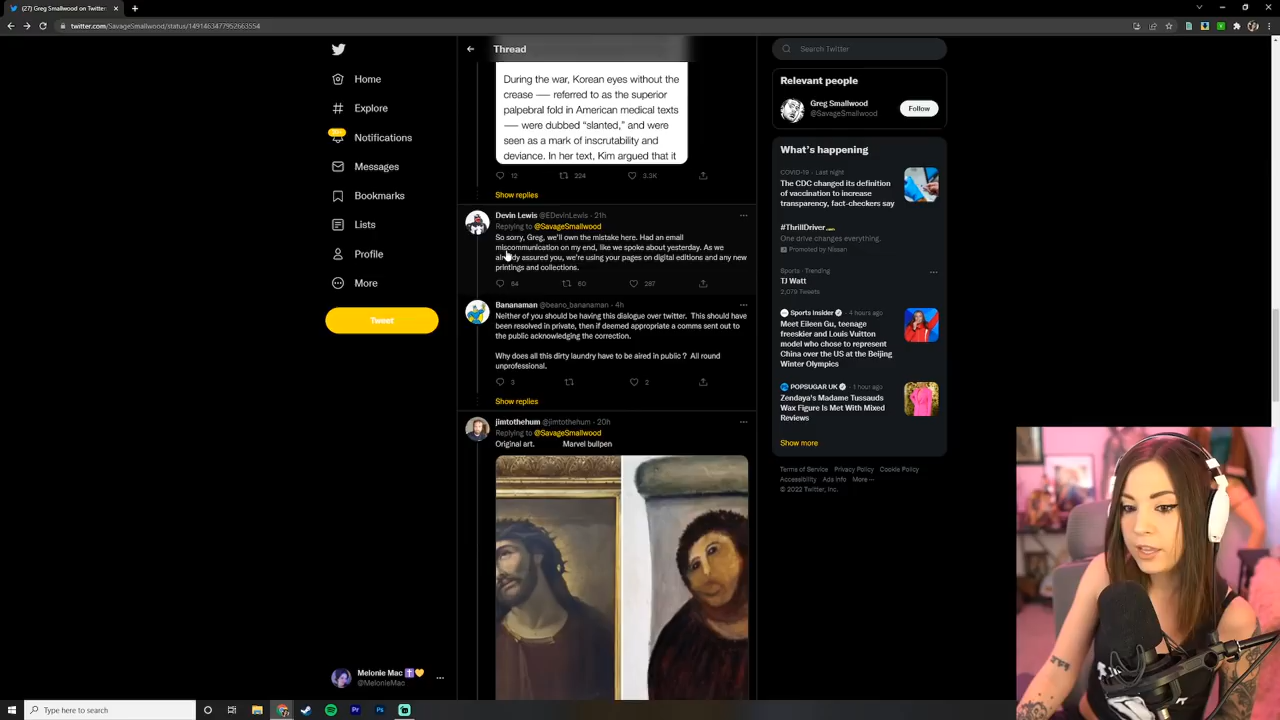 (27) Greg Smallwood on Twitter:
twitter.com/SavageSmallwood/status/1491463477952663554
Home
Explore
Notifications
Messages
Bookmarks
Lists
Profile
More
Tweet
Melonie Mac
@MelonieMac
Thread
During the war, Korean eyes without the
crease — referred to as the superior
palpebral fold in American medical texts
— were dubbed “slanted,” and were
seen as a mark of inscrutability and
deviance. In her text, Kim argued that it
12 224 3.3K
Show replies
Devin Lewis @EDevinLewis · 21h
Replying to @SavageSmallwood
So sorry, Greg, we'll own the mistake here. Had an email
miscommunication on my end, like we spoke about yesterday. As we
already assured you, we're using your pages on digital editions and any new
printings and collections.
84 60 287
Bananaman @beano_bananaman · 4h
Neither of you should be having this dialogue over twitter. This should have
been resolved in private, then if deemed appropriate a comms sent out to
the public acknowledging the correction.
Why does all this dirty laundry have to be aired in public ? All round
unprofessional.
3 2
Show replies
jimtothehum @jimtothehum · 20h
Replying to @SavageSmallwood
Original art. Marvel bullpen
Search Twitter
Relevant people
Greg Smallwood
@SavageSmallwood
Follow
What's happening
COVID-19 · Last night
The CDC changed its definition
of vaccination to increase
transparency, fact-checkers say
#ThrillDriver
One drive changes everything.
Promoted by Nissan
Sports · Trending
TJ Watt
2,079 Tweets
Sports Insider · 4 hours ago
Meet Eileen Gu, teenage
freeskier and Louis Vuitton
model who chose to represent
China over the US at the Beijing
Winter Olympics
POPSUGAR UK · 1 hour ago
Zendaya's Madame Tussauds
Wax Figure Is Met With Mixed
Reviews
Show more
Terms of Service Privacy Policy Cookie Policy
Accessibility Ads info More
© 2022 Twitter, Inc.
Type here to search